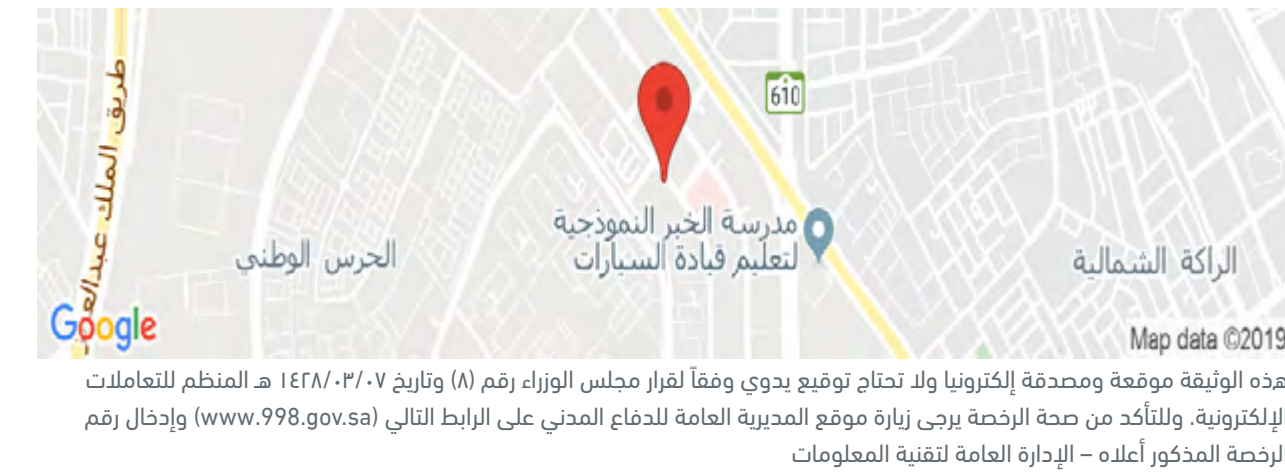 طريق الملك
610
مدرسة الخبر النموذجية
لتعليم قيادة السيارات
الحرس الوطني
الراكة الشمالية
Google
Map data ©2019
هذه الوثيقة موقعة ومصدقة إلكترونيا ولا تحتاج توقيع يدوي وفقاً لقرار مجلس الوزراء رقم (٨) وتاريخ ١٤٢٨/٠٣/٠٧ هـ المنظم للتعاملات
الإلكترونية. وللتأكد من صحة الرخصة يرجى زيارة موقع المديرية العامة للدفاع المدني على الرابط التالي (www.998.gov.sa) وإدخال رقم
الرخصة المذكور أعلاه – الإدارة العامة لتقنية المعلومات